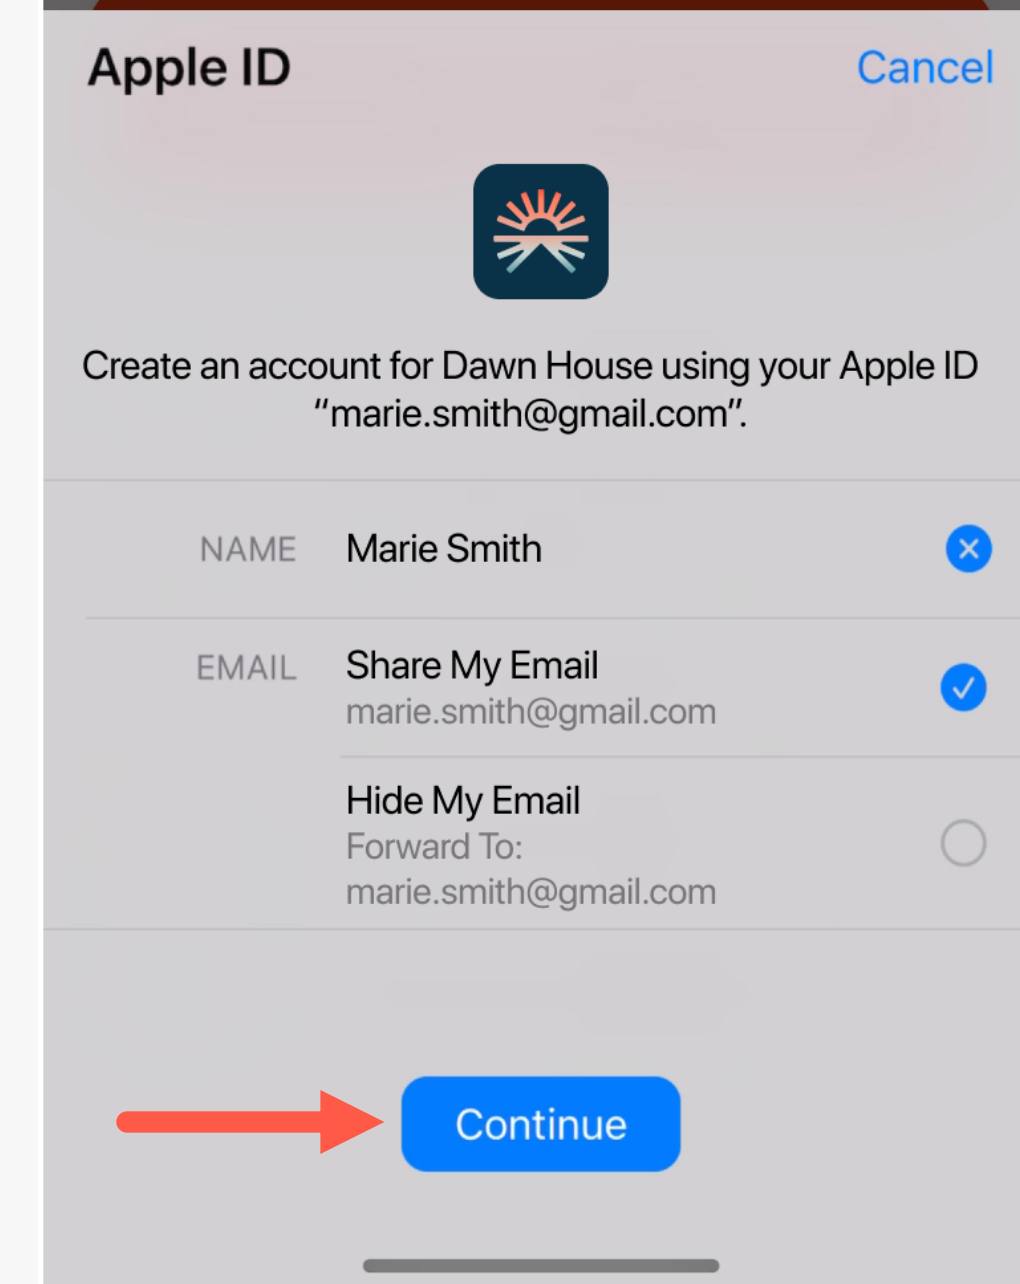 Apple ID
Cancel
Create an account for Dawn House using your Apple ID
“marie.smith@gmail.com”.
NAME Marie Smith
EMAIL Share My Email
marie.smith@gmail.com
Hide My Email
Forward To:
marie.smith@gmail.com
Continue